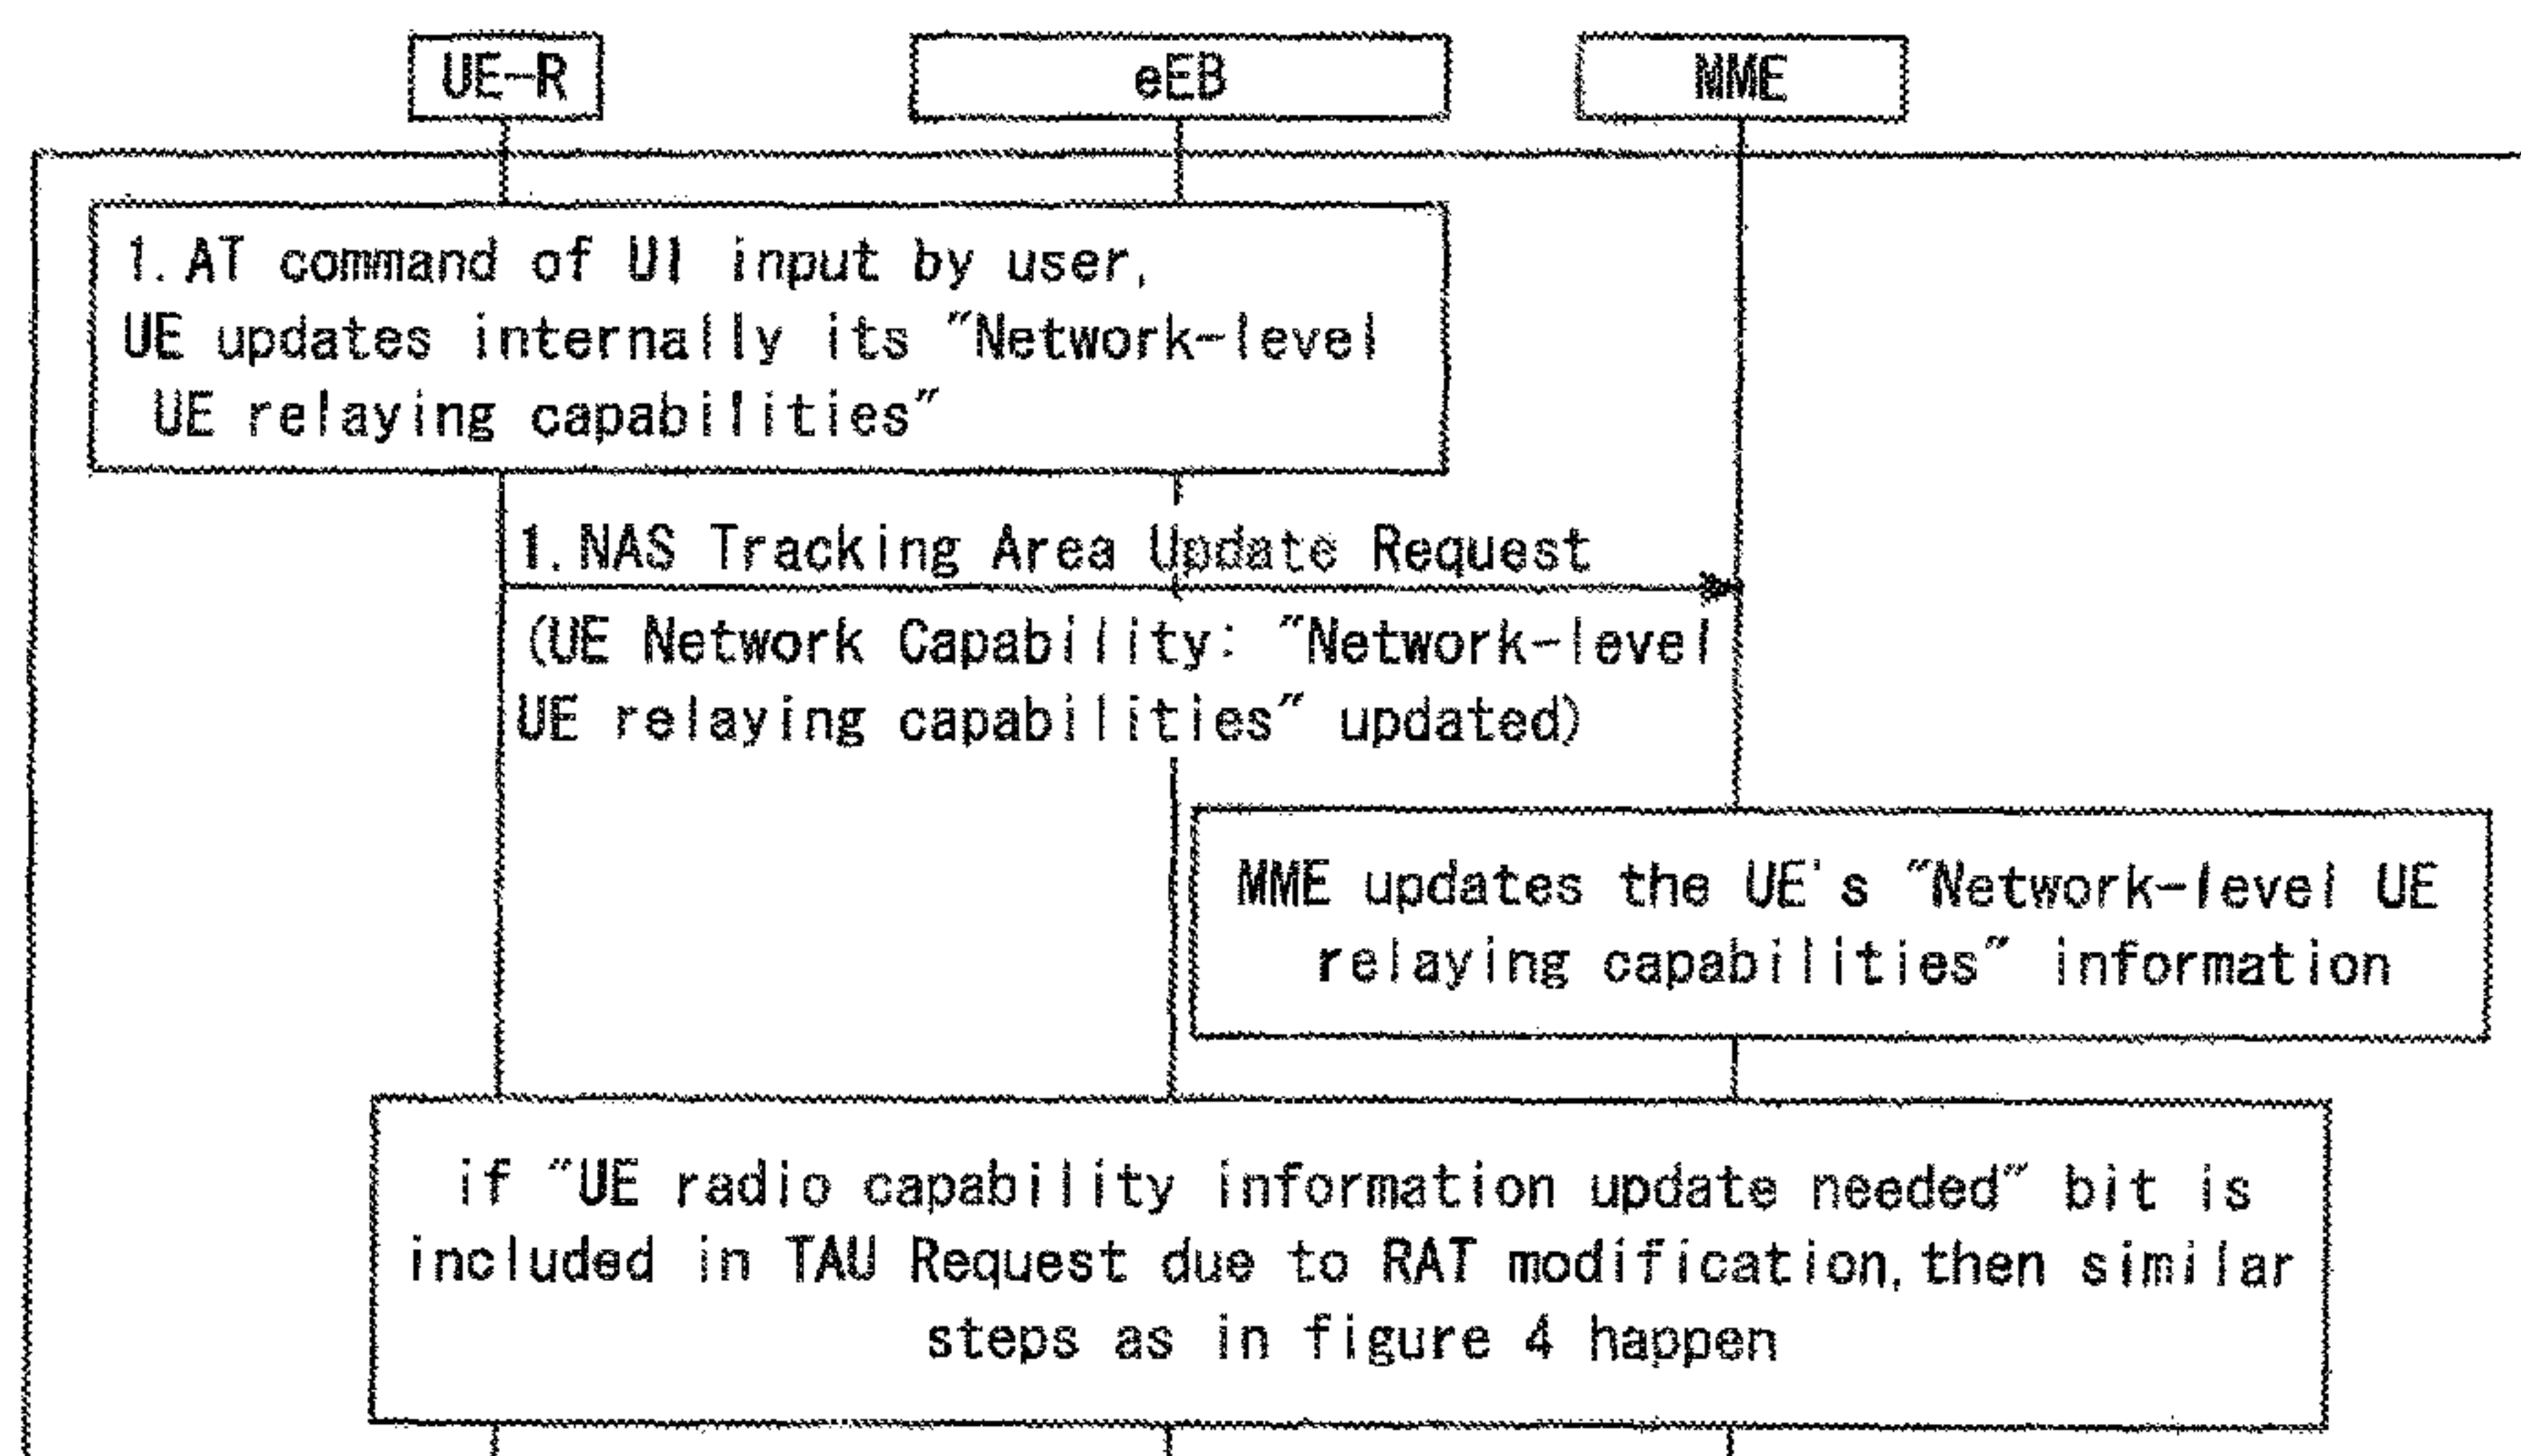 UE-R
eEB
MME
1. AT command of UI input by user,
UE updates internally its "Network-level
UE relaying capabilities"
1. NAS Tracking Area Update Request
(UE Network Capability: "Network-level
UE relaying capabilities" updated)
MME updates the UE's "Network-level UE
relaying capabilities" information
if "UE radio capability information update needed" bit is
included in TAU Request due to RAT modification, then similar
steps as in figure 4 happen